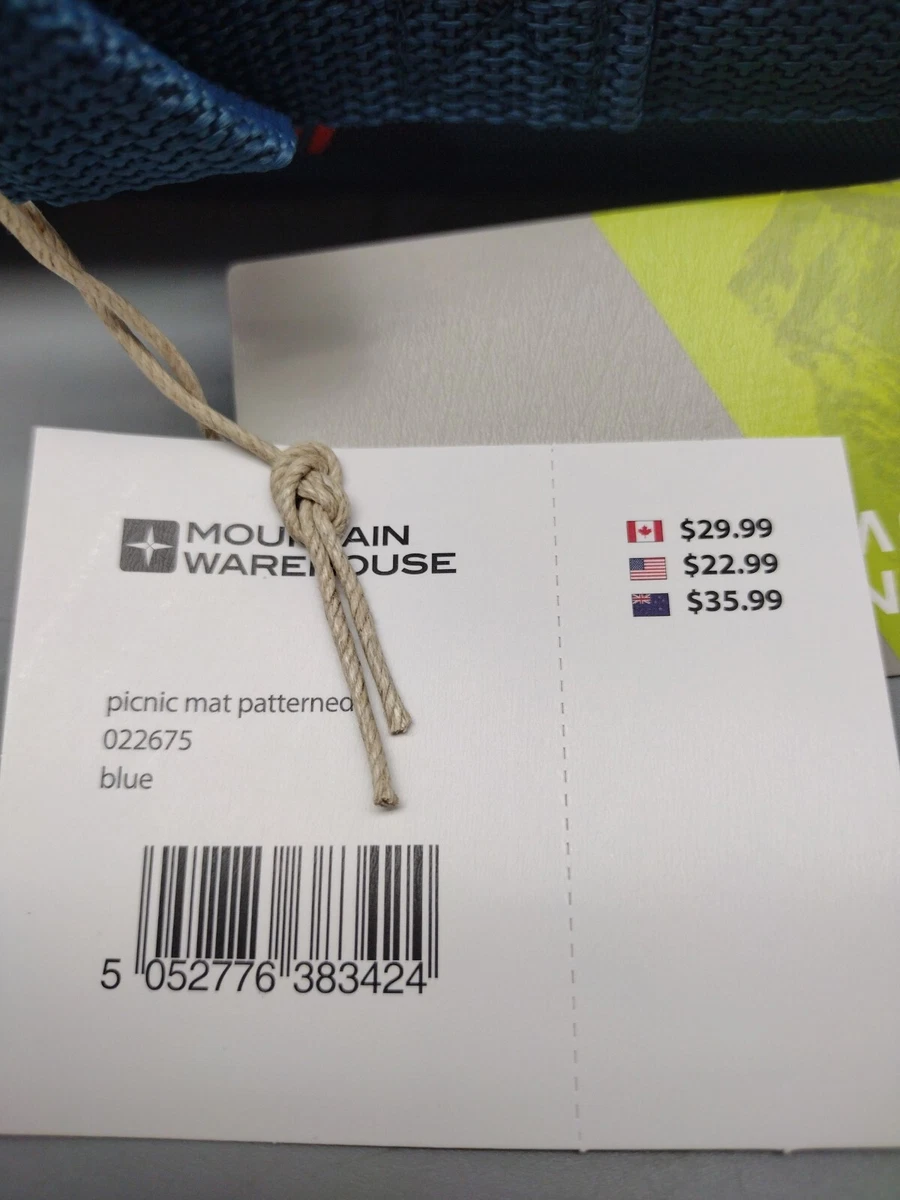 MOUNTAIN
WAREHOUSE
$29.99
$22.99
$35.99
picnic mat patterned
022675
blue
5 052776 383424